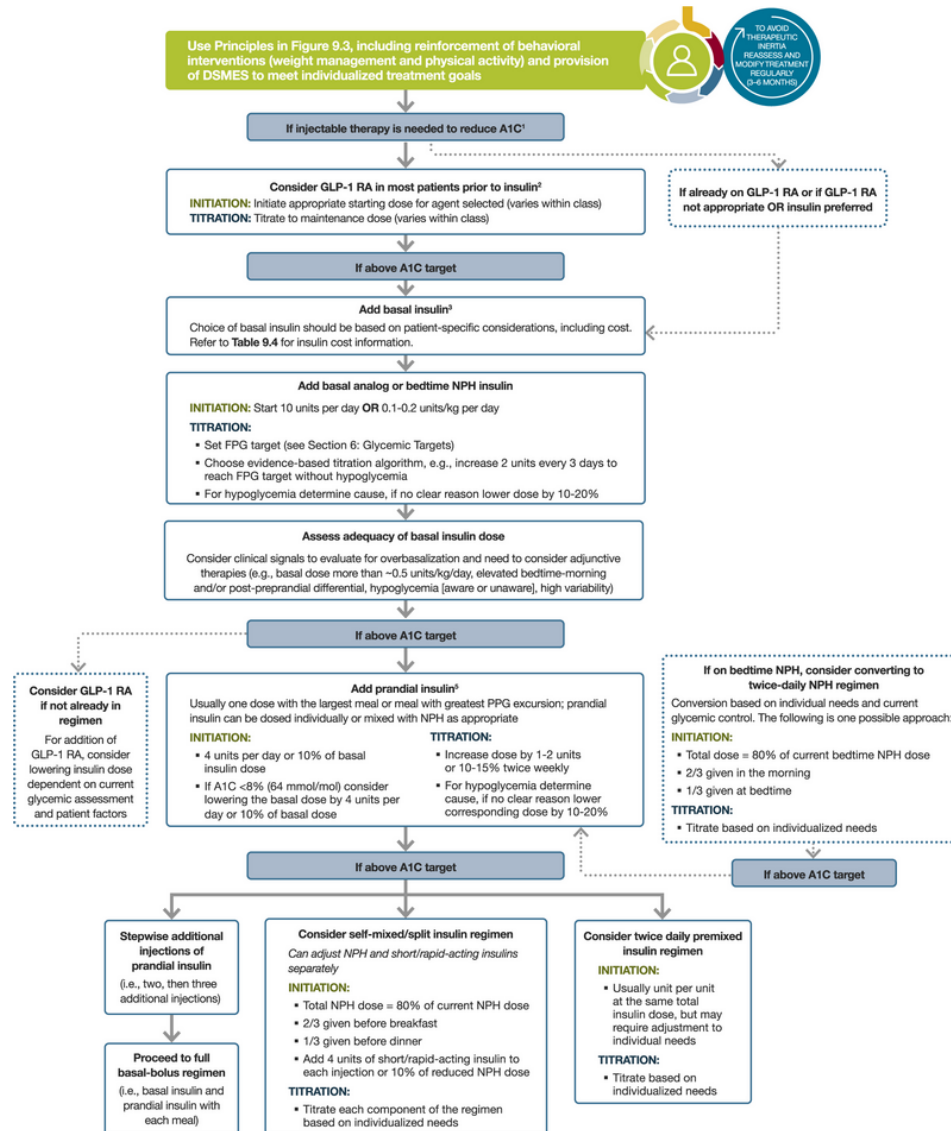 Use Principles in Figure 9.3, including reinforcement of behavioral
interventions (weight management and physical activity) and provision
of DSMES to meet individualized treatment goals
TO AVOID
THERAPEUTIC
INERTIA
REASSESS AND
MODIFY TREATMENT
REGULARLY
(3-6 MONTHS)
If injectable therapy is needed to reduce A1C¹
Consider GLP-1 RA in most patients prior to insulin²
INITIATION: Initiate appropriate starting dose for agent selected (varies within class)
TITRATION: Titrate to maintenance dose (varies within class)
If already on GLP-1 RA or if GLP-1 RA
not appropriate OR insulin preferred
If above A1C target
Add basal insulin³
Choice of basal insulin should be based on patient-specific considerations, including cost.
Refer to Table 9.4 for insulin cost information.
Add basal analog or bedtime NPH insulin
INITIATION: Start 10 units per day OR 0.1-0.2 units/kg per day
TITRATION:
▪ Set FPG target (see Section 6: Glycemic Targets)
▪ Choose evidence-based titration algorithm, e.g., increase 2 units every 3 days to
reach FPG target without hypoglycemia
▪ For hypoglycemia determine cause, if no clear reason lower dose by 10-20%
Assess adequacy of basal insulin dose
Consider clinical signals to evaluate for overbasalization and need to consider adjunctive
therapies (e.g., basal dose more than ~0.5 units/kg/day, elevated bedtime-morning
and/or post-preprandial differential, hypoglycemia [aware or unaware], high variability)
If above A1C target
Consider GLP-1 RA
if not already in
regimen
For addition of
GLP-1 RA, consider
lowering insulin dose
dependent on current
glycemic assessment
and patient factors
Add prandial insulin⁵
Usually one dose with the largest meal or meal with greatest PPG excursion; prandial
insulin can be dosed individually or mixed with NPH as appropriate
INITIATION:
▪ 4 units per day or 10% of basal
insulin dose
▪ If A1C <8% (64 mmol/mol) consider
lowering the basal dose by 4 units per
day or 10% of basal dose
TITRATION:
▪ Increase dose by 1-2 units
or 10-15% twice weekly
▪ For hypoglycemia determine
cause, if no clear reason lower
corresponding dose by 10-20%
If on bedtime NPH, consider converting to
twice-daily NPH regimen
Conversion based on individual needs and current
glycemic control. The following is one possible approach:
INITIATION:
▪ Total dose = 80% of current bedtime NPH dose
▪ 2/3 given in the morning
▪ 1/3 given at bedtime
TITRATION:
▪ Titrate based on individualized needs
If above A1C target
If above A1C target
Stepwise additional
injections of
prandial insulin
(i.e., two, then three
additional injections)
Proceed to full
basal-bolus regimen
(i.e., basal insulin and
prandial insulin with
each meal)
Consider self-mixed/split insulin regimen
Can adjust NPH and short/rapid-acting insulins
separately
INITIATION:
▪ Total NPH dose = 80% of current NPH dose
▪ 2/3 given before breakfast
▪ 1/3 given before dinner
▪ Add 4 units of short/rapid-acting insulin to
each injection or 10% of reduced NPH dose
TITRATION:
▪ Titrate each component of the regimen
based on individualized needs
Consider twice daily premixed
insulin regimen
INITIATION:
▪ Usually unit per unit
at the same total
insulin dose, but may
require adjustment to
individual needs
TITRATION:
▪ Titrate based on
individualized needs